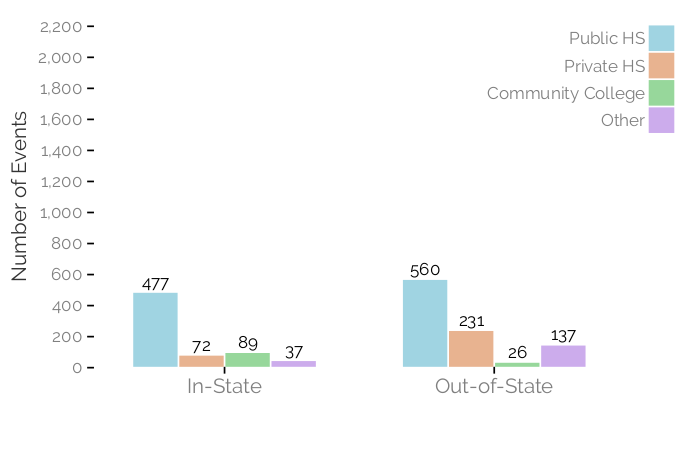 Number of Events
2,200
2,000
1,800
1,600
1,400
1,200
1,000
800
600
400
200
0
Public HS
Private HS
Community College
Other
477
72
89
37
560
231
26
137
In-State
Out-of-State